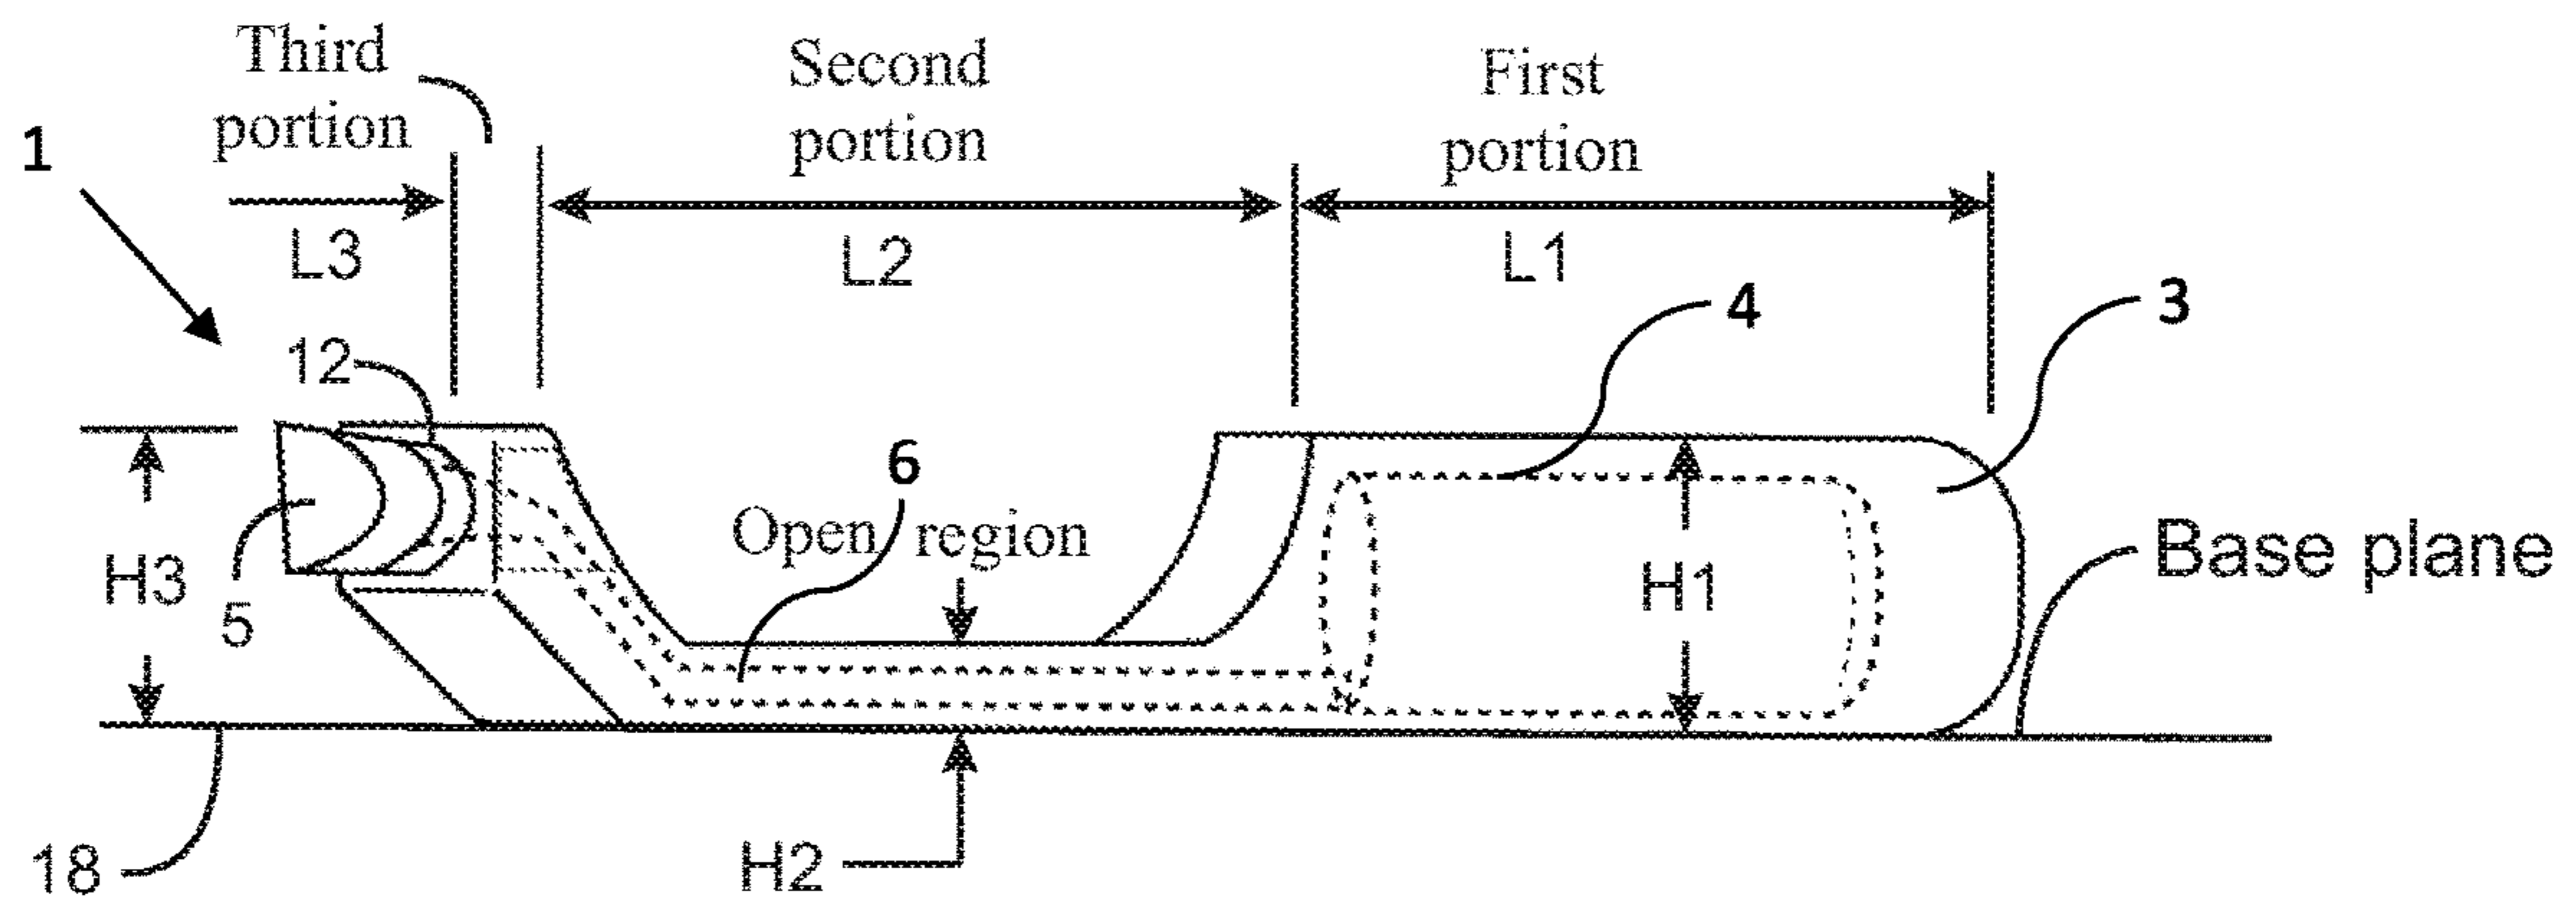 Third
portion
Second
portion
First
portion
1
L3
L2
L1
4
3
12
6
Open region
H3
5
H1
Base plane
18
H2